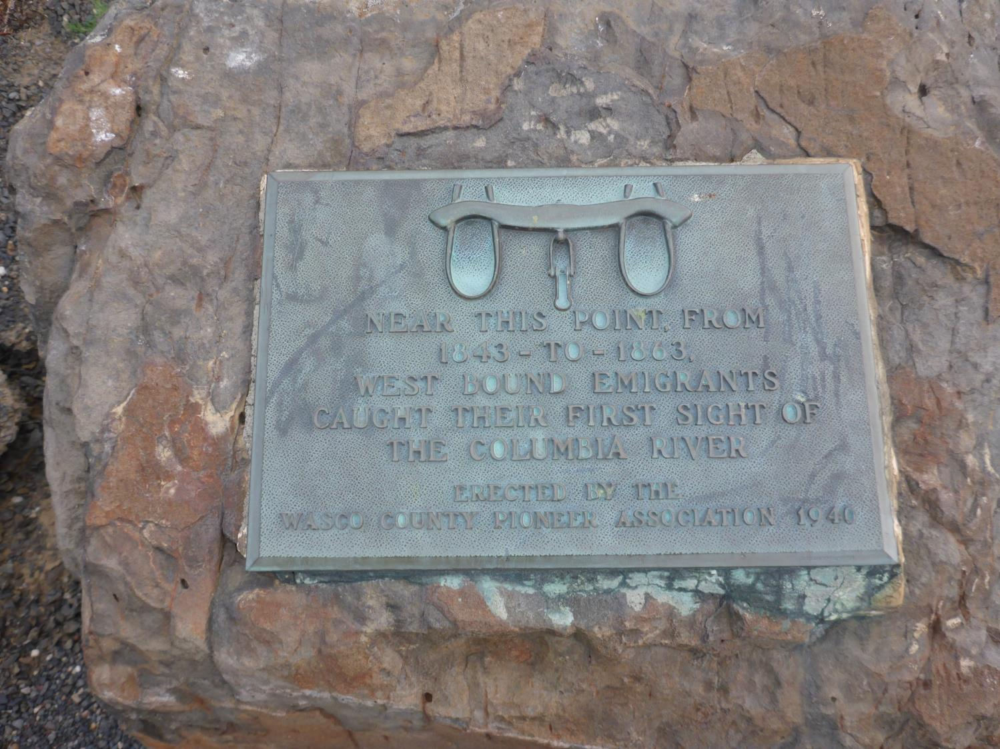 NEAR THIS POINT, FROM
1843 - TO - 1863,
WEST BOUND EMIGRANTS
CAUGHT THEIR FIRST SIGHT OF
THE COLUMBIA RIVER
ERECTED BY THE
WASCO COUNTY PIONEER ASSOCIATION 1940